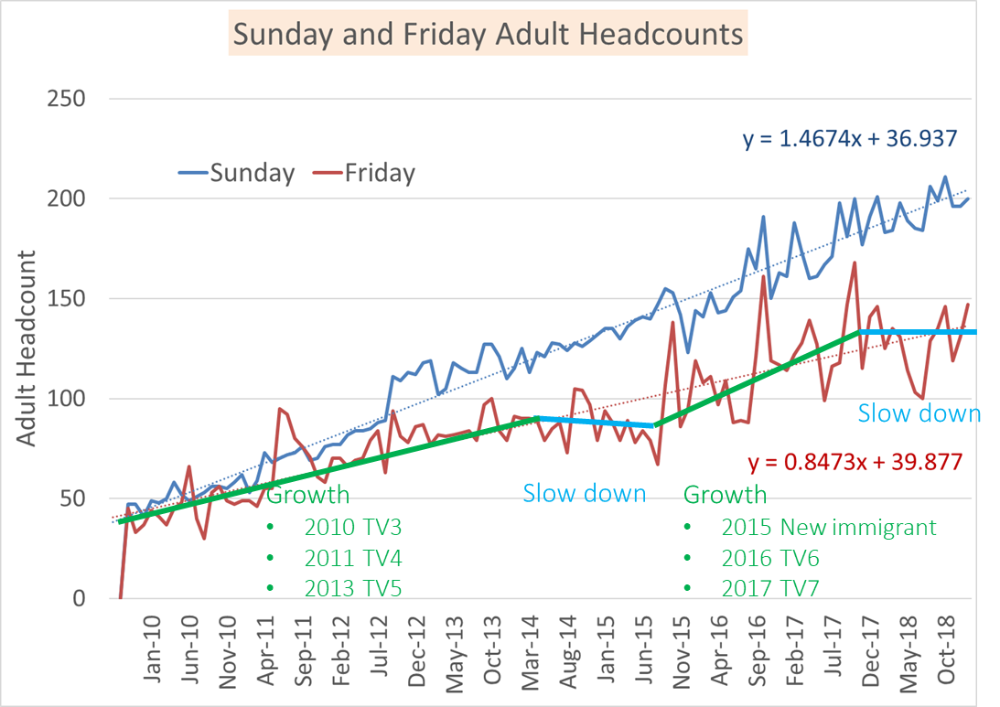 Sunday and Friday Adult Headcounts
250
y = 1.4674x + 36.937
Sunday Friday
200
150
100
50
0
Adult Headcount
Slow down
y = 0.8473x + 39.877
Growth
• 2010 TV3
• 2011 TV4
• 2013 TV5
Slow down
Growth
• 2015 New immigrant
• 2016 TV6
• 2017 TV7
Jan-10 Jun-10 Nov-10 Apr-11 Sep-11 Feb-12 Jul-12 Dec-12 May-13 Oct-13 Mar-14 Aug-14 Jan-15 Jun-15 Nov-15 Apr-16 Sep-16 Feb-17 Jul-17 Dec-17 May-18 Oct-18